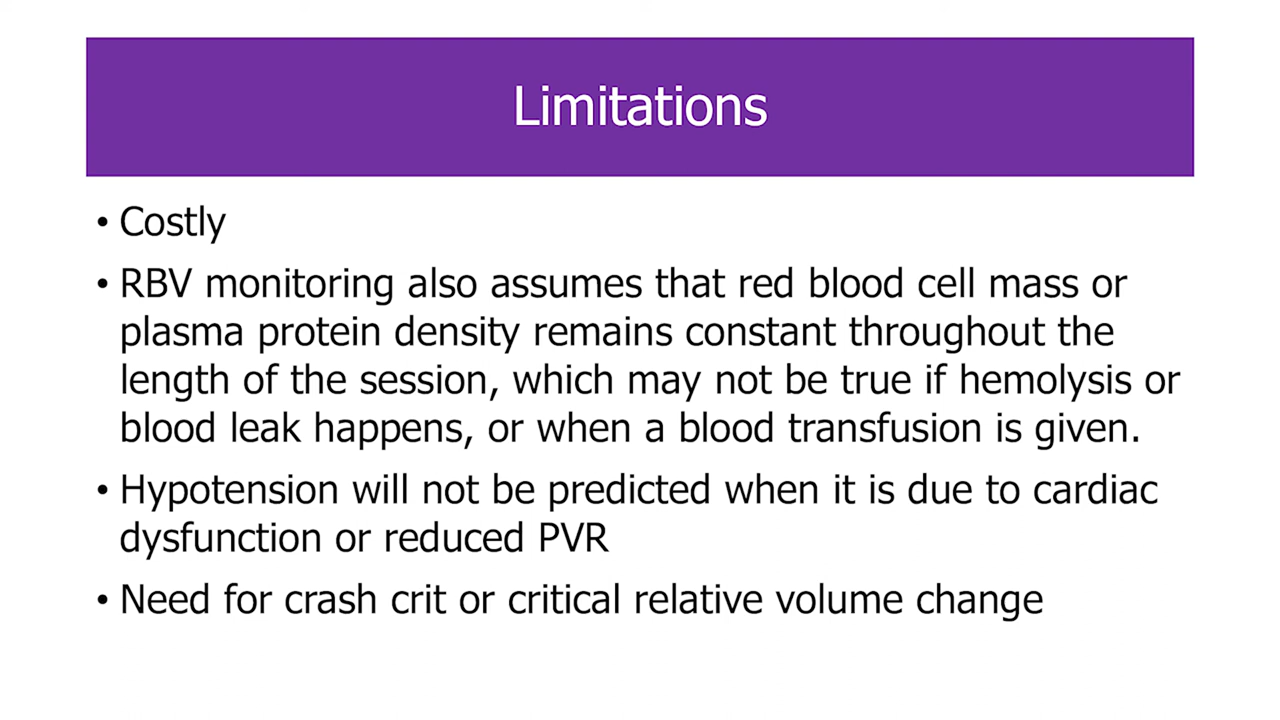 Limitations
• Costly
• RBV monitoring also assumes that red blood cell mass or
plasma protein density remains constant throughout the
length of the session, which may not be true if hemolysis or
blood leak happens, or when a blood transfusion is given.
• Hypotension will not be predicted when it is due to cardiac
dysfunction or reduced PVR
• Need for crash crit or critical relative volume change